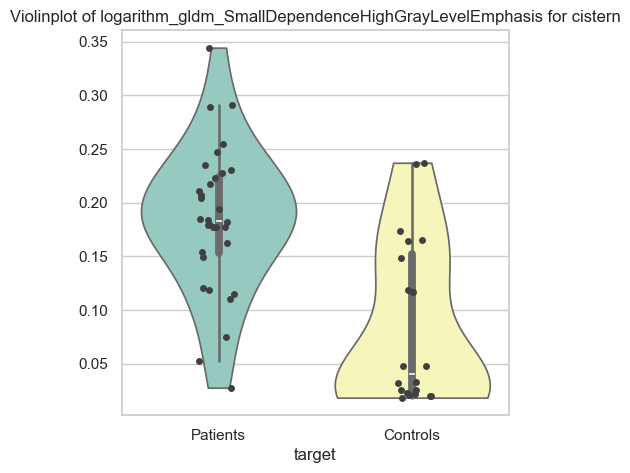 Violinplot of logarithm_gldm_SmallDependenceHighGrayLevelEmphasis for cistern
0.35
0.30
0.25
0.20
0.15
0.10
0.05
Patients
Controls
target